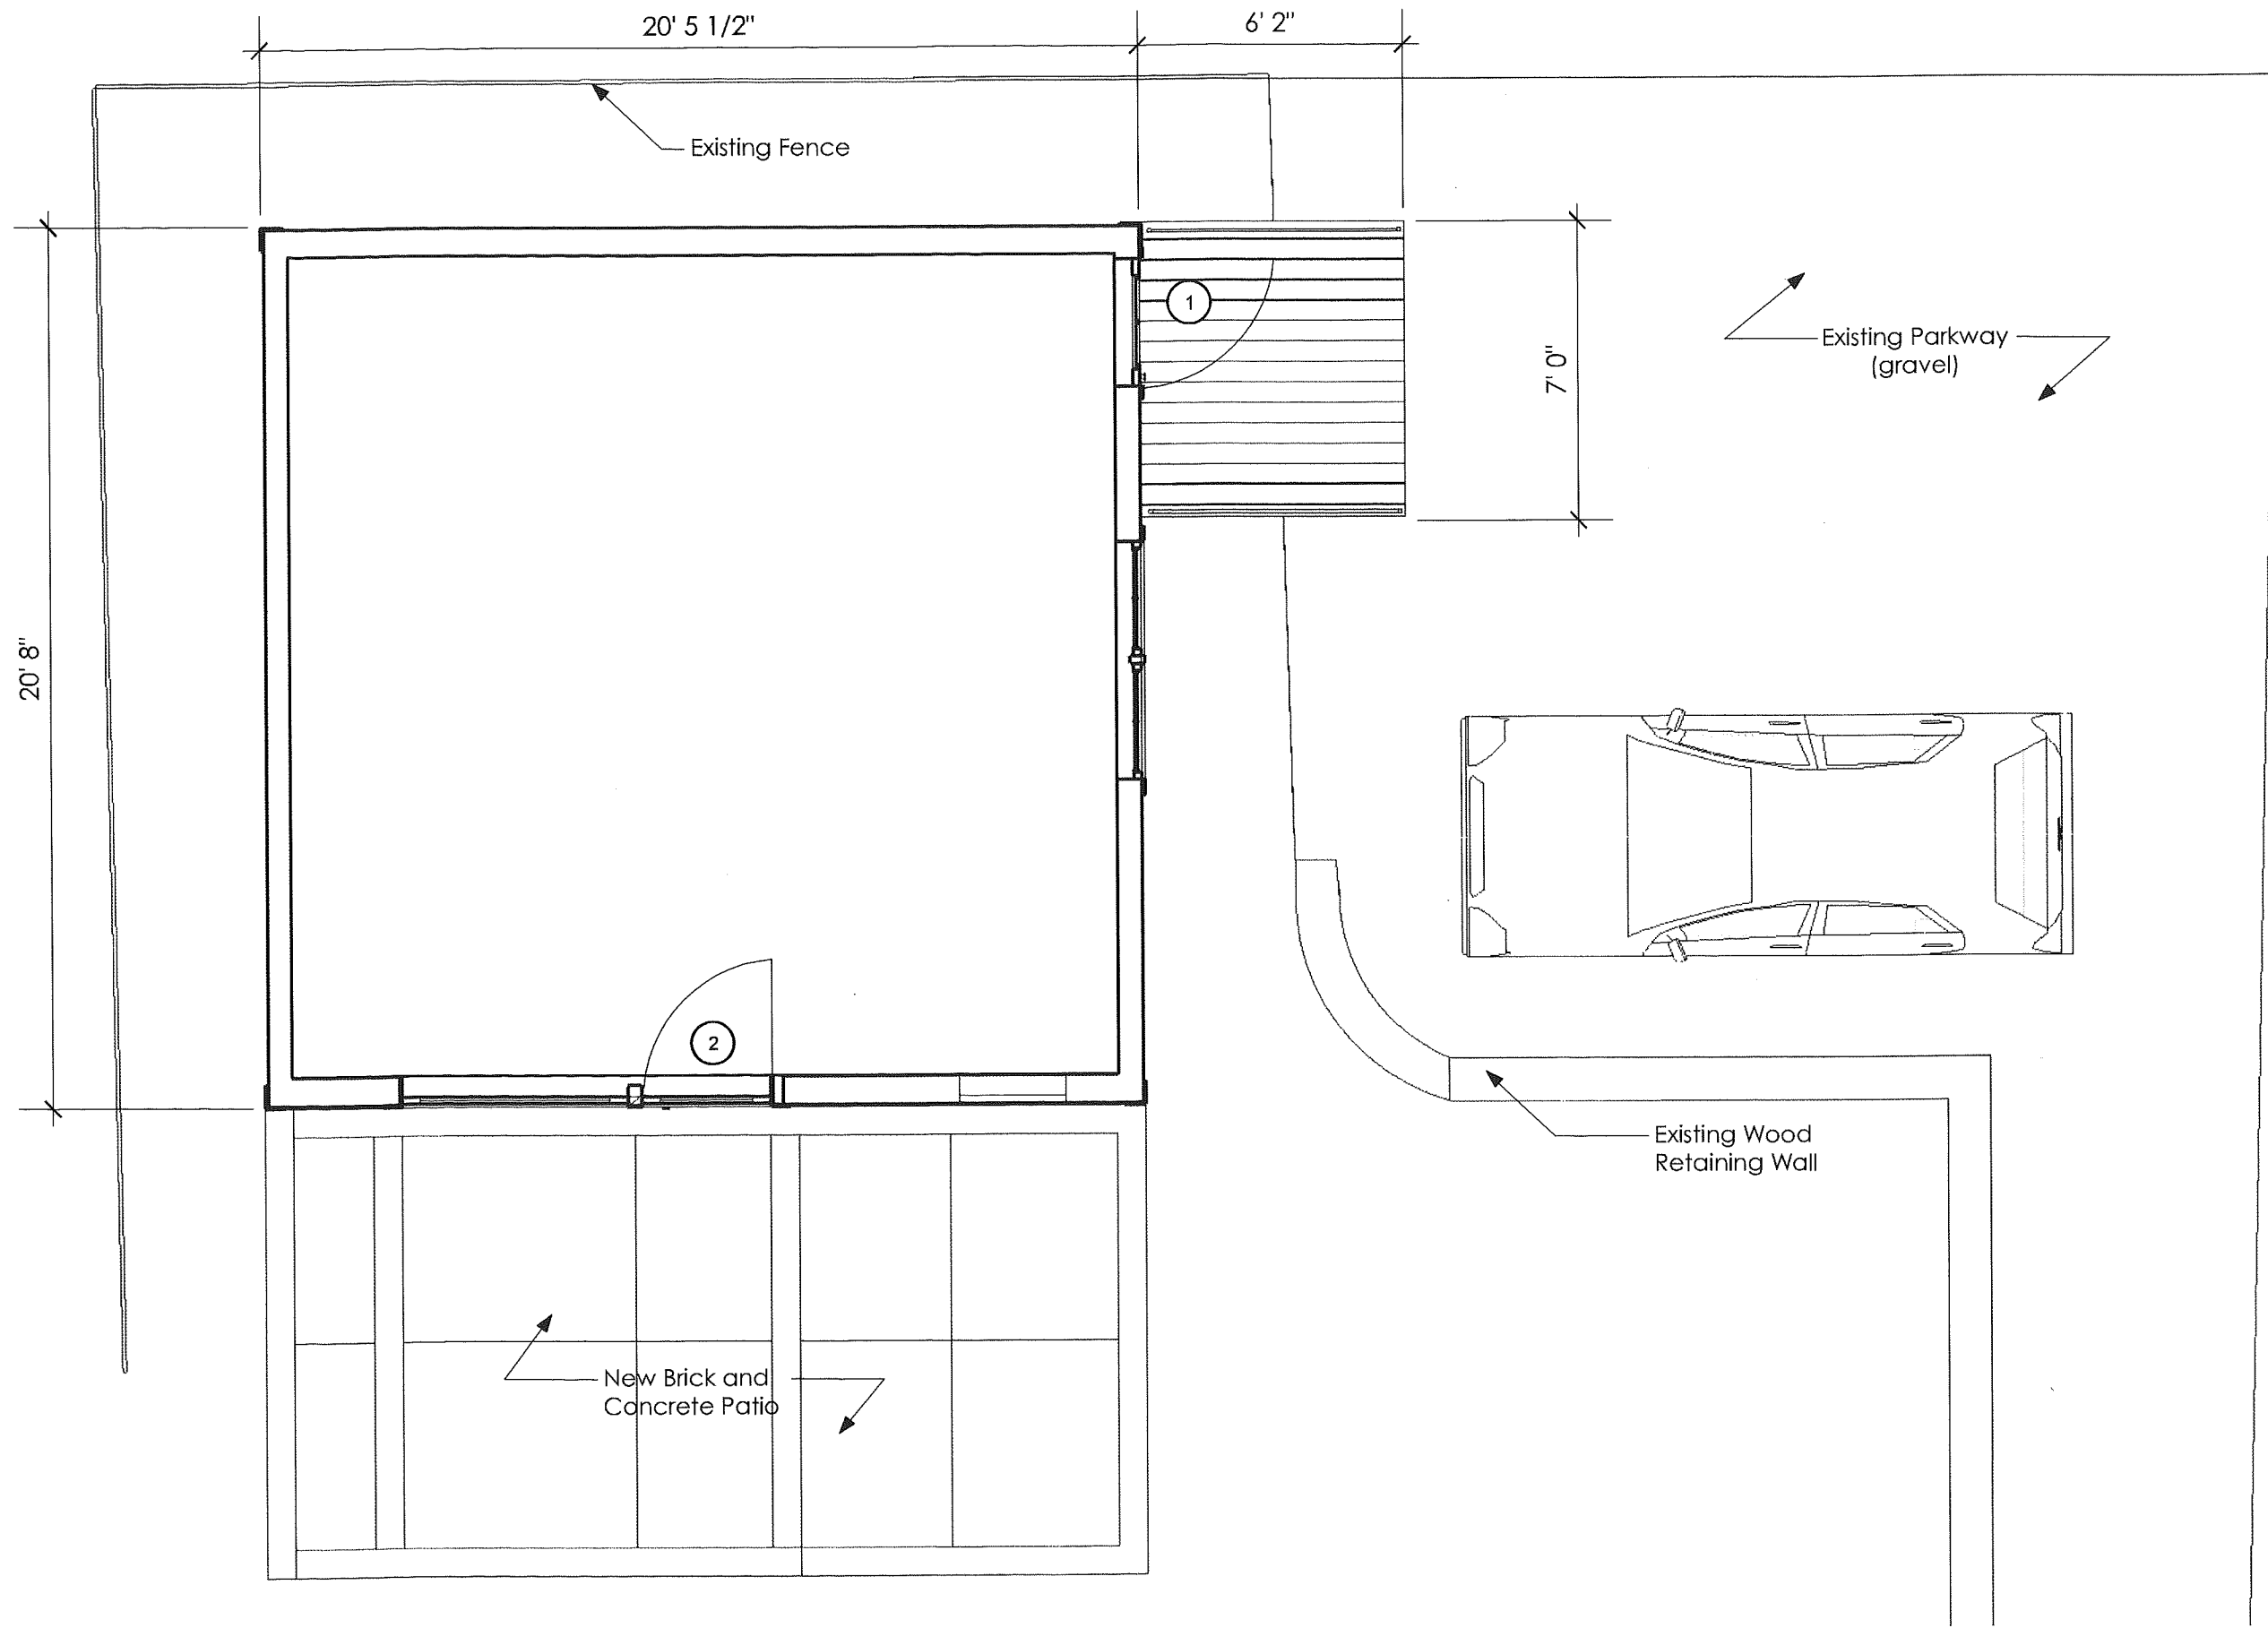 20' 5 1/2"
6' 2"
Existing Fence
1
Existing Parkway
(gravel)
7' 0"
20' 8"
2
Existing Wood
Retaining Wall
New Brick and
Concrete Patio